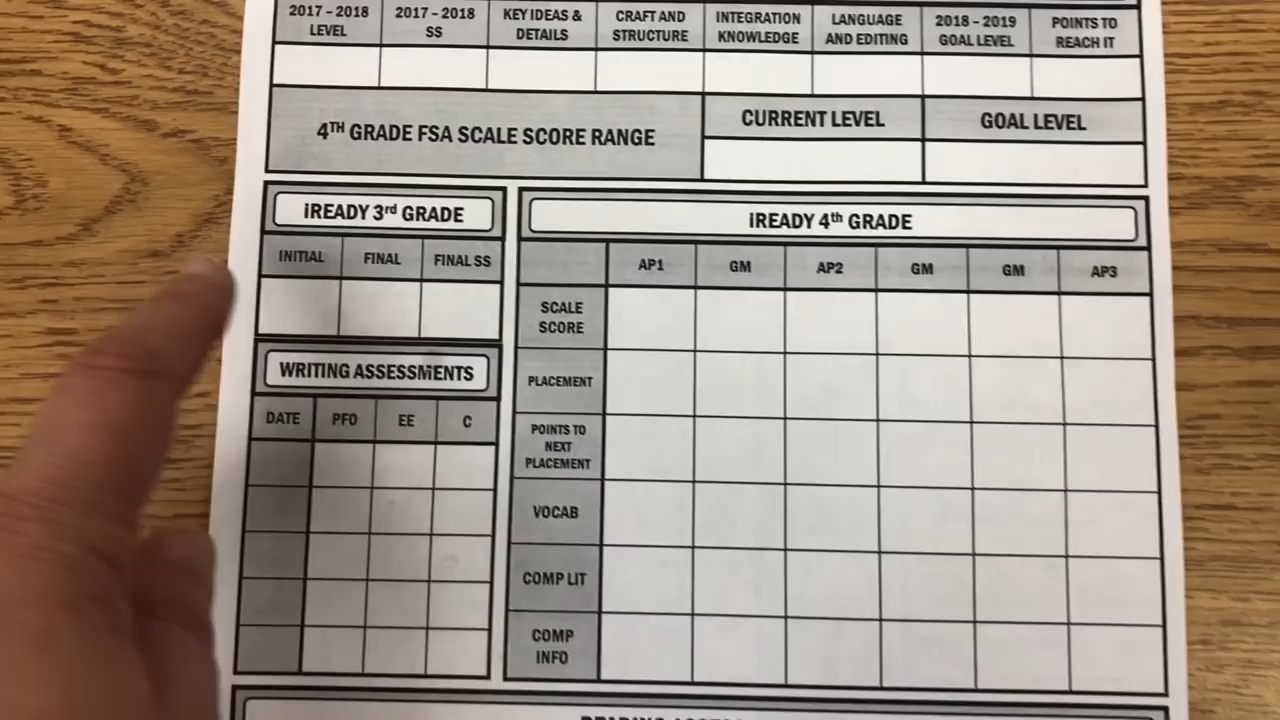 2017 – 2018 LEVEL
2017 – 2018 SS
KEY IDEAS & DETAILS
CRAFT AND STRUCTURE
INTEGRATION KNOWLEDGE
LANGUAGE AND EDITING
2018 – 2019 GOAL LEVEL
POINTS TO REACH IT
4TH GRADE FSA SCALE SCORE RANGE
CURRENT LEVEL
GOAL LEVEL
iREADY 3rd GRADE
INITIAL
FINAL
FINAL SS
iREADY 4th GRADE
AP1
GM
AP2
GM
GM
AP3
SCALE
SCORE
PLACEMENT
POINTS TO
NEXT
PLACEMENT
VOCAB
COMP LIT
COMP
INFO
WRITING ASSESSMENTS
DATE
PFO
EE
C